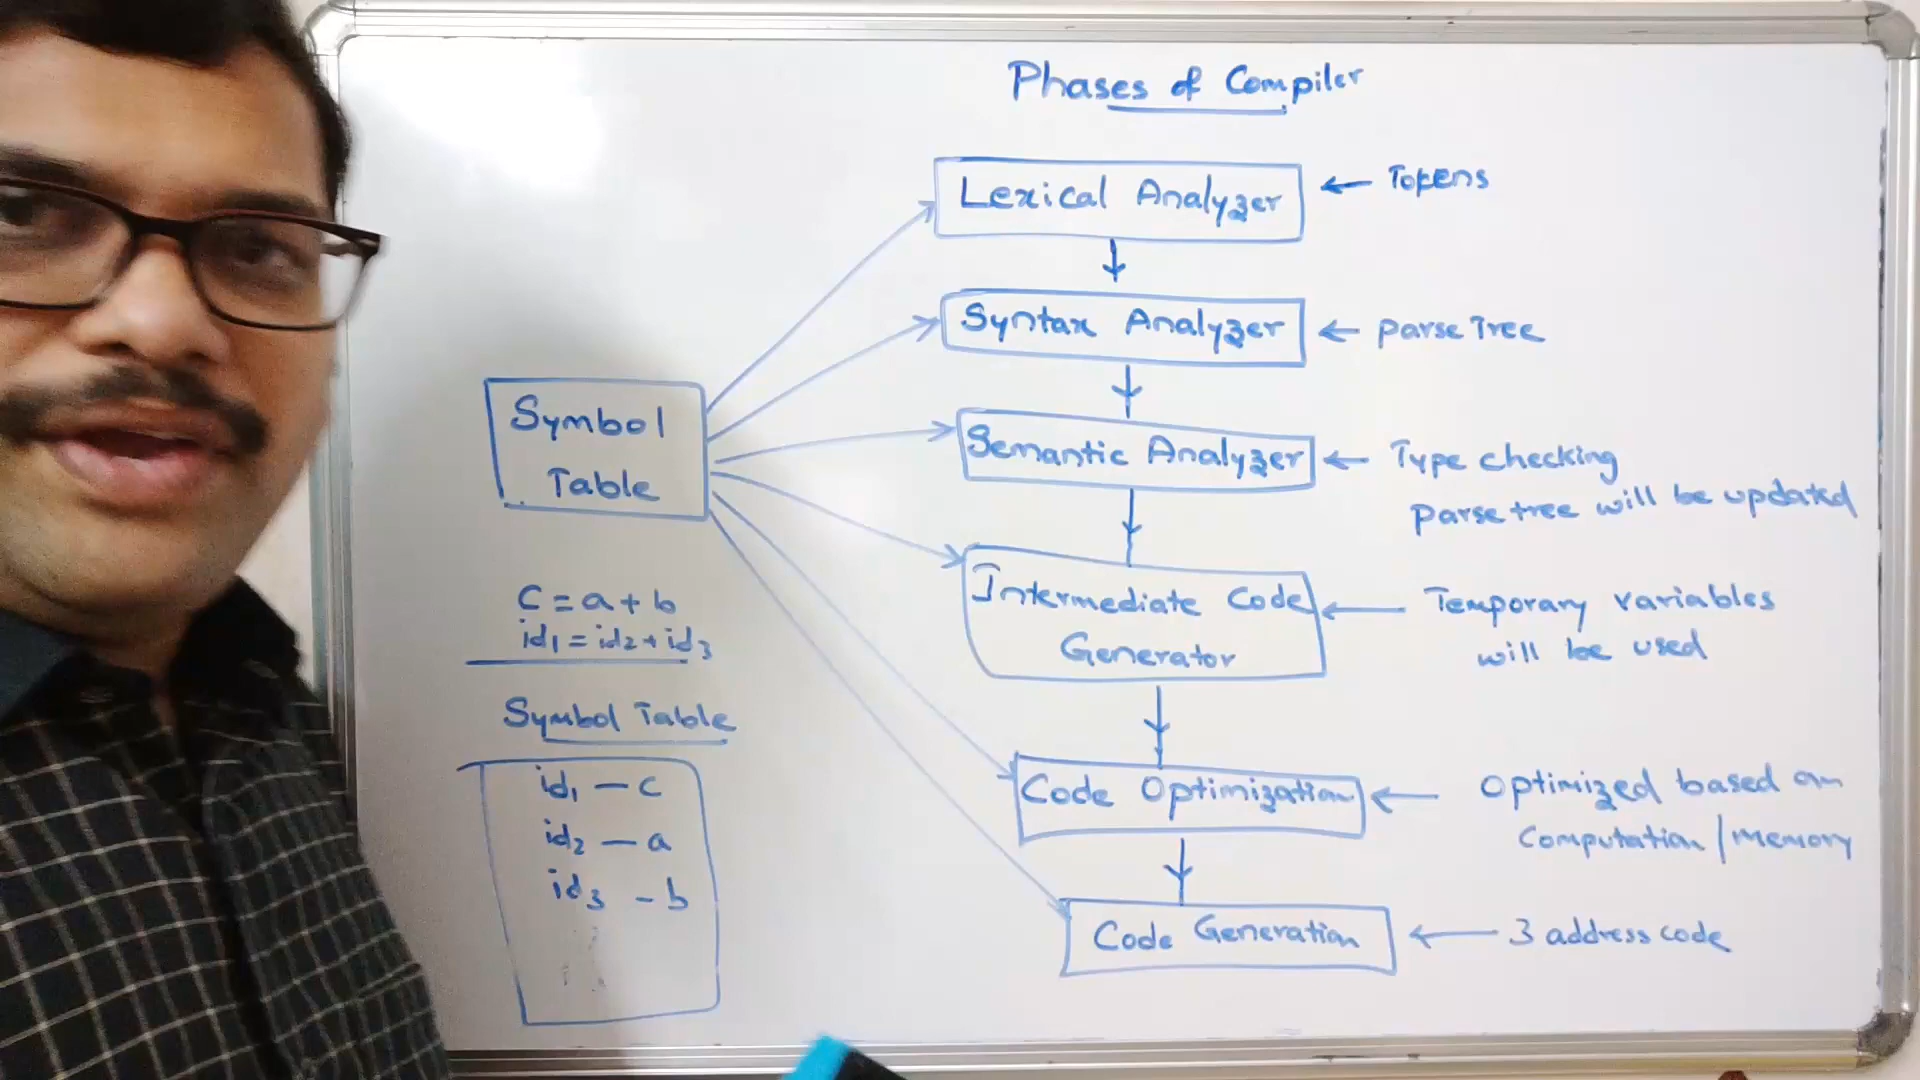 Phases of Compiler
Lexical Analyzer
Tokens
Syntax Analyzer
parse Tree
Semantic Analyzer
Type checking
parse tree will be updated
Intermediate Code
Generator
Temporary variables
will be used
Code Optimization
Optimized based on
Computation / memory
Code Generation
3 address code
Symbol
Table
C = a + b
id1 = id2 + id3
Symbol Table
id1 — c
id2 — a
id3 - b